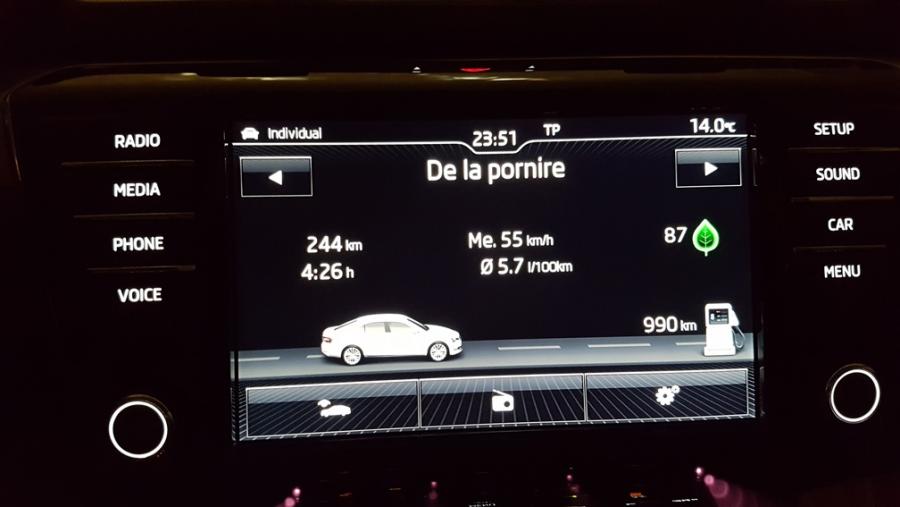 RADIO
MEDIA
PHONE
VOICE
Individual
23:51
TP
14.0°C
De la pornire
244 km
4:26 h
Me. 55 km/h
Ø 5.7 l/100km
87
990 km
SETUP
SOUND
CAR
MENU